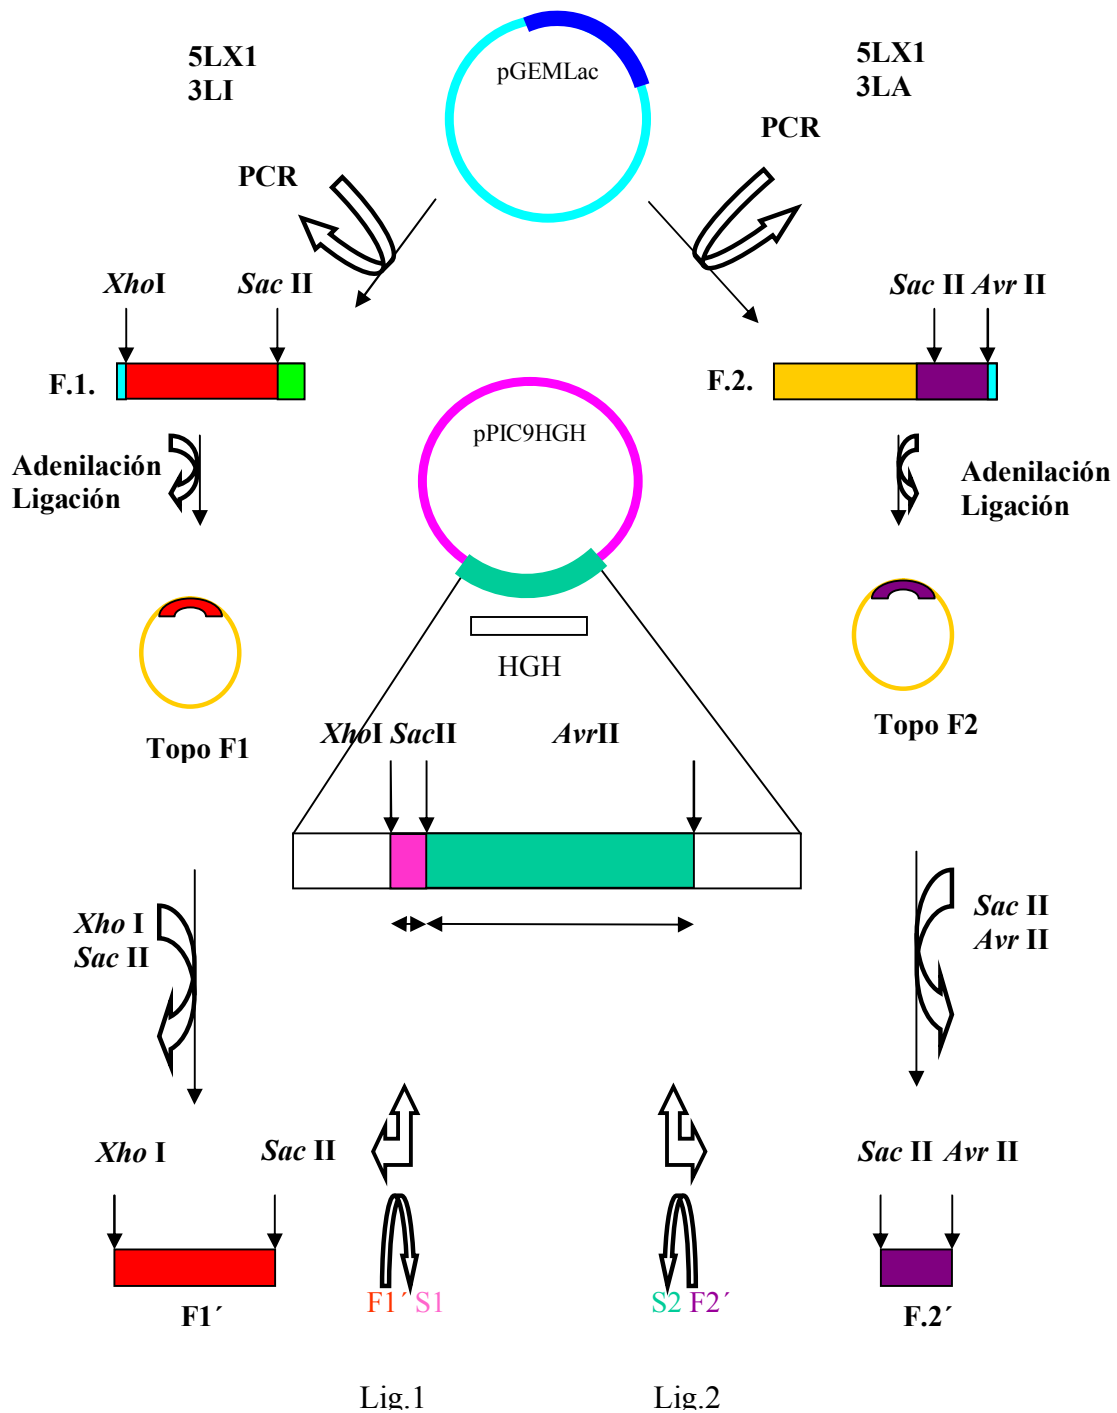 5LX1
3LI
pGEMLac
5LX1
3LA
PCR
PCR
XhoI
Sac II
Sac II Avr II
F.1.
F.2.
pPIC9HGH
Adenilación
Ligación
Adenilación
Ligación
HGH
Topo F1
Topo F2
XhoI SacII
AvrII
Xho I
Sac II
Sac II
Avr II
Xho I
Sac II
Sac II Avr II
F1´
F1´ S1
S2 F2´
F.2´
Lig.1
Lig.2